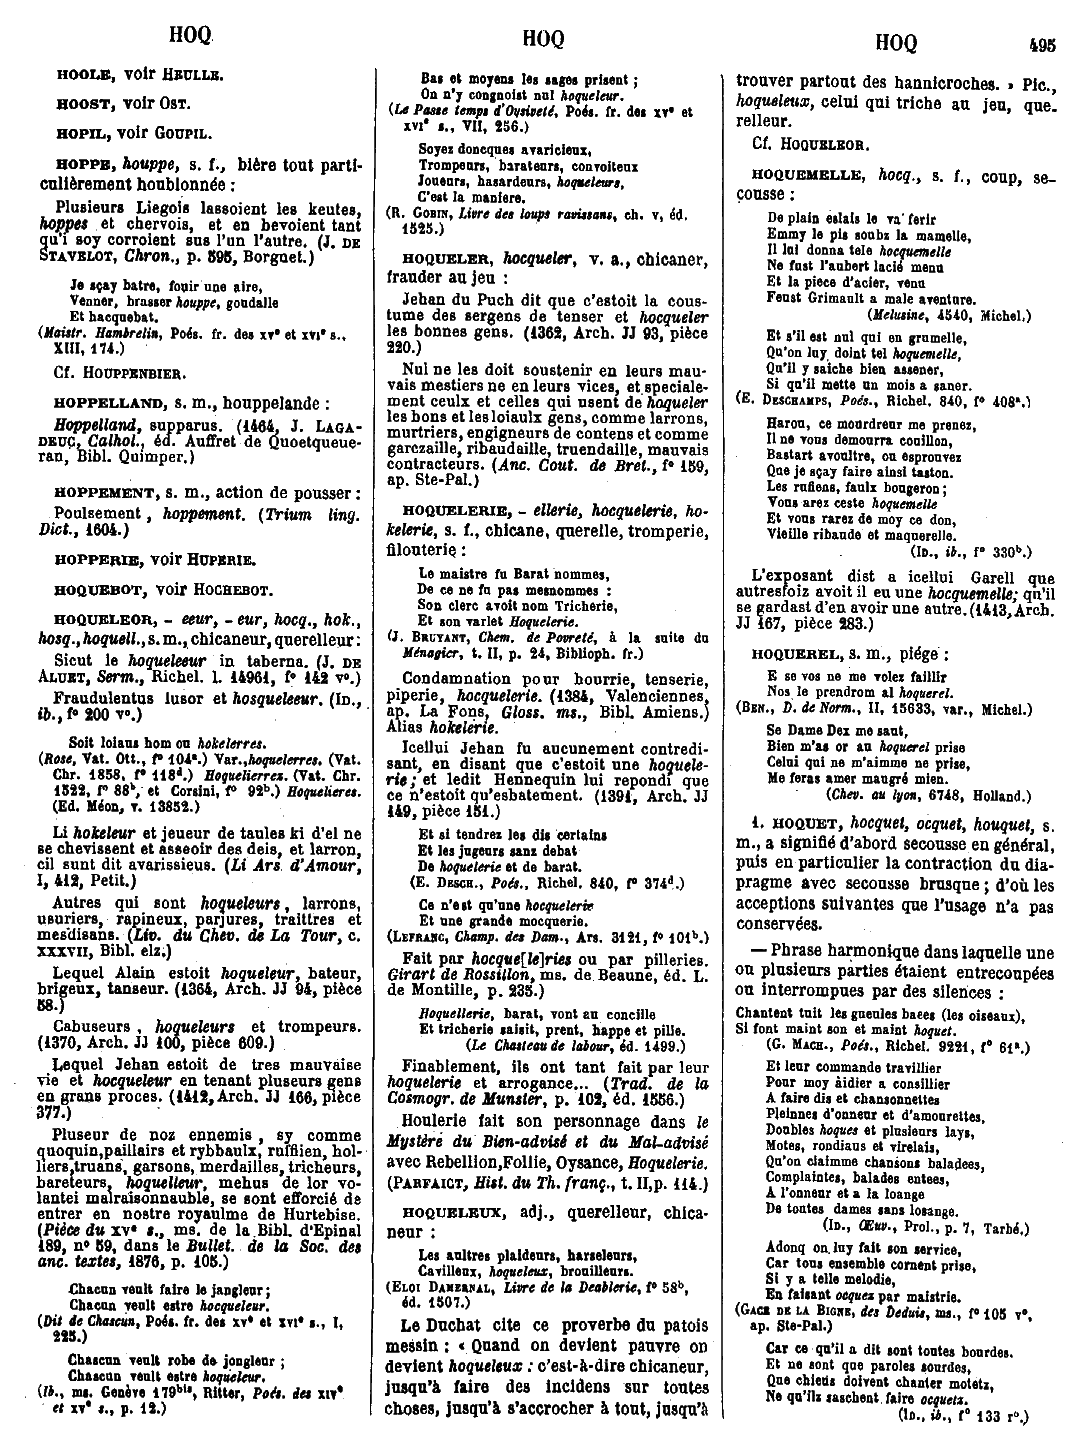 HOQ
HOQ
HOQ
495
HOOLE, voir HEULLE.
HOOST, voir OST.
HOPIL, voir GOUPIL.
HOPPE, houppe, s. f., bière tout parti-
culièrement houblonnée :
Plusieurs Liegois lassoient les keutes,
hoppes et chervois, et en bevoient tant
qu'i soy corroient sus l'un l'autre. (J. DE
STAVELOT, Chron., p. 595, Borgnet.)
Je sçay batre, fouir une aire,
Venner, brasser houppe, goudalle
Et hacquebat.
(Maistr. Hambrelin, Poés. fr. des XVe et XVIe s.,
XIII, 174.)
Cf. HOUPPENBIER.
HOPPELLAND, s. m., houppelande :
Hoppelland, supparus. (1464, J. LAGA-
DEUC, Cathol., éd. Auffret de Quoetqueue-
ran, Bibl. Quimper.)
HOPPEMENT, s. m., action de pousser :
Poulsement, hoppement. (Trium ling.
Dict., 1604.)
HOPPERIE, voir HUPERIE.
HOQUEBOT, voir HOCHEBOT.
HOQUELEOR, - eeur, - eur, hocq., hok.,
hosq., hoquell., s. m., chicaneur, querelleur :
Sicut le hoqueleeur in taberna. (J. DE
ALUET, Serm., Richel. l. 14961, f° 142 v°.)
Fraudulentus lusor et hosqueleeur. (ID.,
ib., f° 200 v°.)
Soit loiaus hom ou hokelerres.
(Rose, Vat. Ott., f° 104a.) Var., hoquelerres. (Vat.
Chr. 1858, f° 118d.) Hoquelierres. (Vat. Chr.
1522, f° 88b, et Corsini, f° 92b.) Hoquelieres.
(Ed. Méon, v. 13852.)
Li hokeleur et jeueur de taules ki d'el ne
se chevissent et asseoir des deis, et larron,
cil sunt dit avarissieus. (Li Ars d'Amour,
I, 412, Petit.)
Autres qui sont hoqueleurs, larrons,
usuriers, rapineux, parjures, traittres et
mesdisans. (Liv. du Chev. de La Tour, c.
XXXVII, Bibl. elz.)
Lequel Alain estoit hoqueleur, bateur,
brigeux, tanseur. (1364, Arch. JJ 94, pièce
58.)
Cabuseurs, hoqueleurs et trompeurs.
(1370, Arch. JJ 100, pièce 609.)
Lequel Jehan estoit de tres mauvaise
vie et hocqueleur en tenant pluseurs gens
en grans proces. (1412, Arch. JJ 166, pièce
377.)
Pluseur de noz ennemis, sy comme
quoquin, paillairs et rybbaulx, ruffiien, hol-
liers, truans, garsons, merdailles, tricheurs,
bareteurs, hoquelleur, mehus de lor vo-
lantei malraisonnauble, se sont efforcié de
entrer en nostre royaulme de Hurtebise.
(Pièce du XVe s., ms. de la Bibl. d'Epinal
189, n° 59, dans le Bullet. de la Soc. des
anc. textes, 1876, p. 105.)
Chacun veult faire le jangleur ;
Chacun veult estre hocqueleur.
(Dit de Chascun, Poés. fr. des XVe et XVIe s., I,
225.)
Chascun veult robe de jongleur ;
Chascun veult estre hoqueleur.
(Ib., ms. Genève 179bis, Ritter, Poés. des XIVe
et XVe s., p. 12.)
Bas et moyens les sages prisent ;
On n'y congnoist nul hoqueleur.
(Le Passe temps d'Oysiveté, Poés. fr. des XVe et
XVIe s., VII, 256.)
Soyez doncques avaricieux,
Trompeurs, barateurs, convoiteux
Joueurs, hasardeurs, hoqueleurs,
C'est la maniere.
(R. GOBIN, Livre des loups ravissans, ch. V, éd.
1525.)
HOQUELER, hocqueler, v. a., chicaner,
frauder au jeu :
Jehan du Puch dit que c'estoit la cous-
tume des sergens de tenser et hocqueler
les bonnes gens. (1362, Arch. JJ 93, pièce
220.)
Nul ne les doit soustenir en leurs mau-
vais mestiers ne en leurs vices, et speciale-
ment ceulx et celles qui usent de hoqueler
les bons et les loiaulx gens, comme larrons,
murtriers, engigneurs de contens et comme
garczaille, ribaudaille, truendaille, mauvais
contracteurs. (Anc. Cout. de Bret., f° 159,
ap. Ste-Pal.)
HOQUELERIE, - ellerie, hocquelerie, ho-
kelerie, s. f., chicane, querelle, tromperie,
filouterie :
Le maistre fu Barat nommes,
De ce ne fu pas mesnommes :
Son clerc avoit nom Tricherie,
Et son varlet Hoquelerie.
(J. BRUYANT, Chem. de Povreté, à la suite du
Ménagier, t. II, p. 24, Biblioph. fr.)
Condamnation pour bourrie, tenserie,
piperie, hocquelerie. (1384, Valenciennes,
ap. La Fons, Gloss. ms., Bibl. Amiens.)
Alias hokelerie.
Icellui Jehan fu aucunement contredi-
sant, en disant que c'estoit une hoquele-
rie ; et ledit Hennequin lui repondi que
ce n'estoit qu'esbatement. (1391, Arch. JJ
149, pièce 151.)
Et si tendrez les dis certains
Et les jugeurs sanz debat
De hoquelerie et de barat.
(E. DESCH., Poés., Richel. 840, f° 374d.)
Ce n'est qu'une hocquelerie
Et une grande mocquerie.
(LEFRANC, Champ. des Dam., Ars. 3121, f° 101b.)
Fait par hocque[le]ries ou par pilleries.
Girart de Rossillon, ms. de Beaune, éd. L.
de Montille, p. 235.)
Hoquellerie, barat, vont au concille
Et tricherie saisit, prent, happe et pille.
(Le Chasteau de labour, éd. 1499.)
Finablement, ils ont tant fait par leur
hoquelerie et arrogance... (Trad. de la
Cosmogr. de Munster, p. 102, éd. 1556.)
Houlerie fait son personnage dans le
Mystère du Bien-advisé et du Mal-advisé
avec Rebellion, Follie, Oysance, Hoquelerie.
(PARFAICT, Hist. du Th. franç., t. II, p. 114.)
HOQUELEUX, adj., querelleur, chica-
neur :
Les aultres plaideurs, harseleurs,
Cavilleux, hoqueleux, brouilleurs.
(ELOI DAMERNAL, Livre de la Deablerie, f° 58b,
éd. 1507.)
Le Duchat cite ce proverbe du patois
messin : « Quand on devient pauvre on
devient hoqueleux : c'est-à-dire chicaneur,
jusqu'à faire des incidens sur toutes
choses, jusqu'à s'accrocher à tout, jusqu'à
trouver partout des hannicroches. » Pic.,
hoqueleux, celui qui triche au jeu, que-
relleur.
Cf. HOQUELEOR.
HOQUEMELLE, hocq., s. f., coup, se-
cousse :
De plain eslais le va ferir
Emmy le pis soubz la mamelle,
Il lui donna tele hocquemelle
Ne fust l'aubert lacié menu
Et la piece d'acier, venu
Feust Grimault a male aventure.
(Melusine, 4540, Michel.)
Et s'il est nul qui en grumelle,
Qu'on luy doint tel hoquemelle,
Qu'il y saiche bien assener,
Si qu'il mette un mois a saner.
(E. DESCHAMPS, Poés., Richel. 840, f° 408a.)
Harou, ce mourdreur me prenez,
Il ne vous demourra couillon,
Bastart avoultre, ou esprouvez
Que je sçay faire ainsi taston.
Les rufiens, faulx bougeron ;
Vous arez ceste hoquemelle
Et vous rarez de moy ce don,
Vieille ribaude et maquerelle.
(ID., ib., f° 330b.)
L'exposant dist a icellui Garell que
autresfoiz avoit il eu une hocquemelle; qu'il
se gardast d'en avoir une autre. (1413, Arch.
JJ 167, pièce 283.)
HOQUEREL, s. m., piége :
E se vos ne me volez faillir
Nos le prendrom al hoquerel.
(BEN., D. de Norm., II, 15633, var., Michel.)
Se Dame Dex me saut,
Bien m'as or au hoquerel prise
Celui qui ne m'aimme ne prise,
Me feras amer maugré mien.
(Chev. au lyon, 6748, Holland.)
1. HOQUET, hocquet, ocquet, houquet, s.
m., a signifié d'abord secousse en général,
puis en particulier la contraction du dia-
pragme avec secousse brusque ; d'où les
acceptions suivantes que l'usage n'a pas
conservées.
— Phrase harmonique dans laquelle une
ou plusieurs parties étaient entrecoupées
ou interrompues par des silences :
Chantent tuit les gueules baees (les oiseaux),
Si font maint son et maint hoquet.
(G. MACH., Poés., Richel. 9221, f° 61a.)
Et leur commande travillier
Pour moy aidier a consillier
A faire dis et chansonnettes
Pleinnes d'onneur et d'amourettes,
Doubles hoques et plusieurs lays,
Motes, rondiaus et virelais,
Qu'on claimme chansons baladees,
Complaintes, balades entees,
A l'onneur et a la loange
De toutes dames sans losange.
(ID., Œuv., Prol., p. 7, Tarbé.)
Adonq on luy fait son service,
Car tous ensemble cornent prise,
Si y a telle melodie,
En faisant ocquez par maistrie.
(GACE DE LA BIGNE, des Deduis, ms., f° 105 v°,
ap. Ste-Pal.)
Car ce qu'il a dit sont toutes bourdes.
Et ne sont que paroles sourdes,
Que chieus doivent chanter motetz,
Ne qu'ilz saschent faire ocquetz.
(ID., ib., f° 133 r°.)